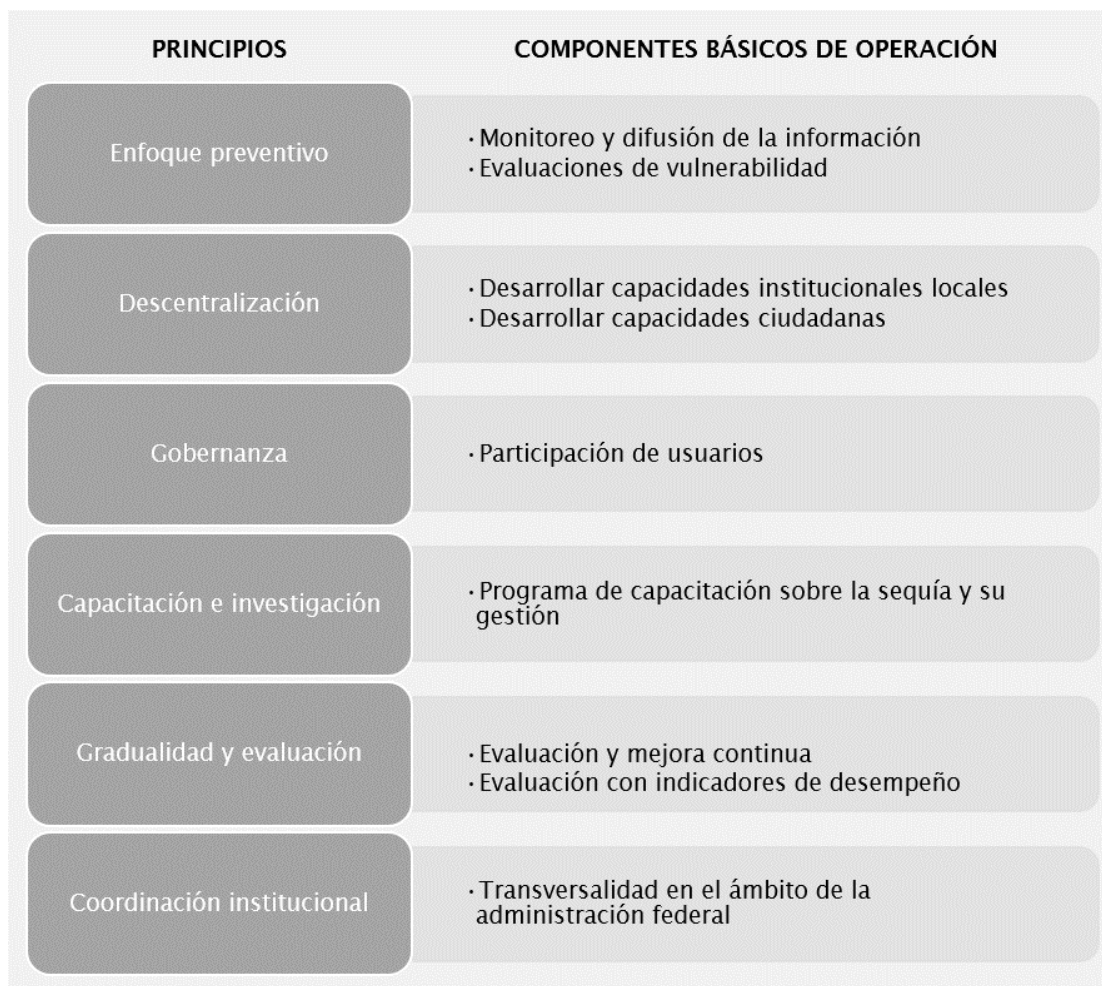 PRINCIPIOS
COMPONENTES BÁSICOS DE OPERACIÓN
Enfoque preventivo
· Monitoreo y difusión de la información
· Evaluaciones de vulnerabilidad
Descentralización
· Desarrollar capacidades institucionales locales
· Desarrollar capacidades ciudadanas
Gobernanza
· Participación de usuarios
Capacitación e investigación
· Programa de capacitación sobre la sequía y su
gestión
Gradualidad y evaluación
· Evaluación y mejora continua
· Evaluación con indicadores de desempeño
Coordinación institucional
· Transversalidad en el ámbito de la
administración federal